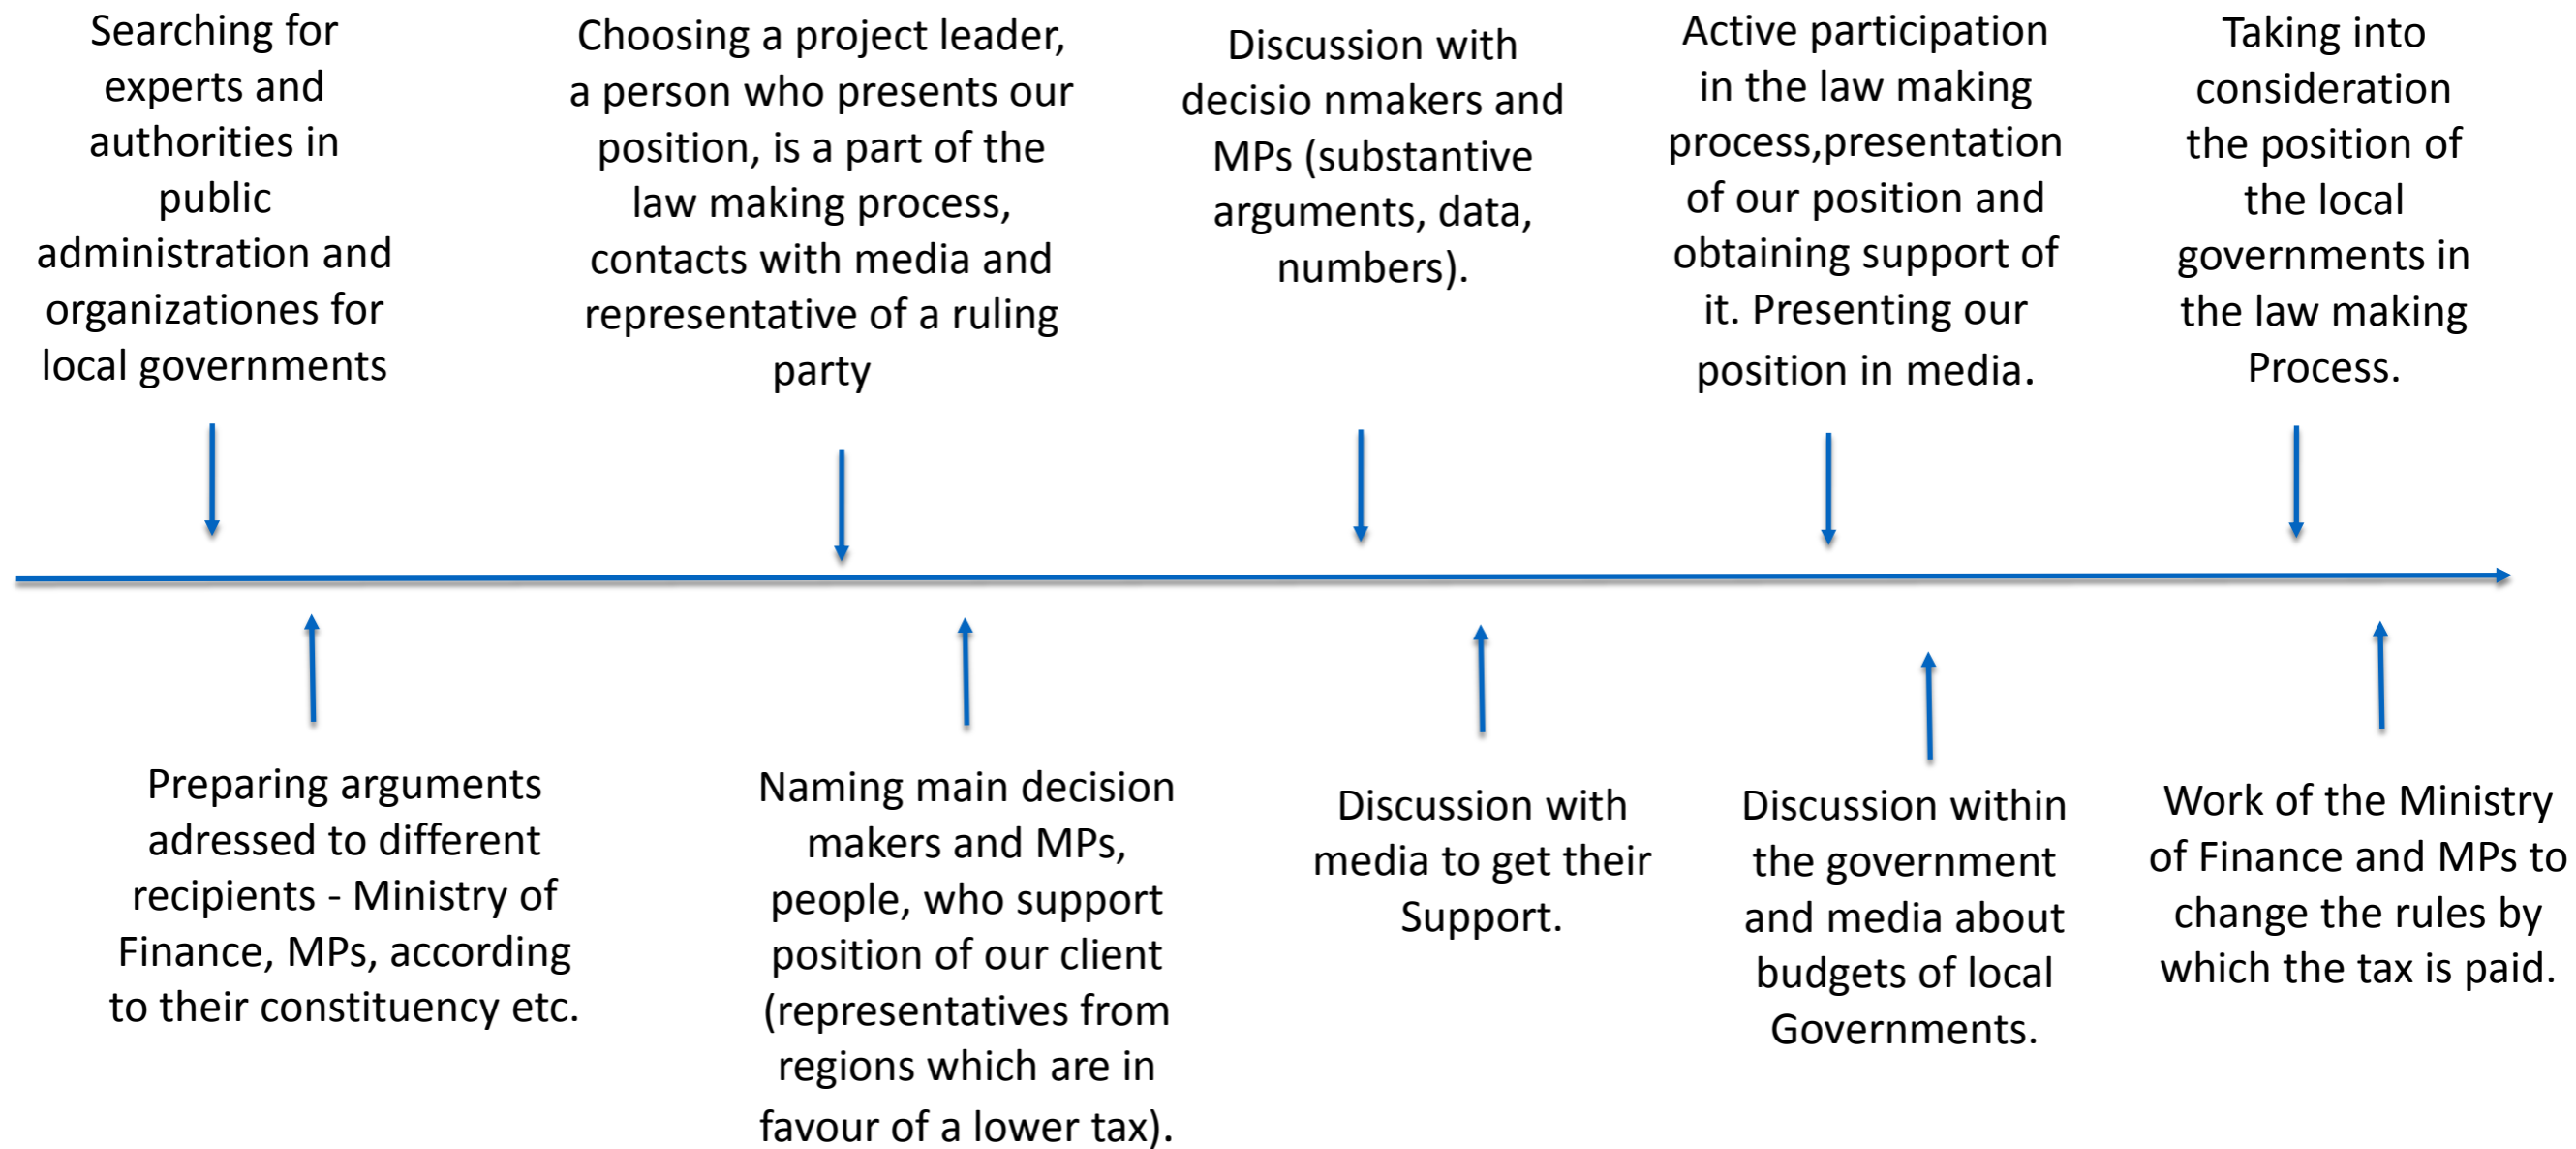 Searching for
experts and
authorities in
public
administration and
organizationes for
local governments
Choosing a project leader,
a person who presents our
position, is a part of the
law making process,
contacts with media and
representative of a ruling
party
Discussion with
decisio nmakers and
MPs (substantive
arguments, data,
numbers).
Active participation
in the law making
process,presentation
of our position and
obtaining support of
it. Presenting our
position in media.
Taking into
consideration
the position of
the local
governments in
the law making
Process.
Preparing arguments
adressed to different
recipients - Ministry of
Finance, MPs, according
to their constituency etc.
Naming main decision
makers and MPs,
people, who support
position of our client
(representatives from
regions which are in
favour of a lower tax).
Discussion with
media to get their
Support.
Discussion within
the government
and media about
budgets of local
Governments.
Work of the Ministry
of Finance and MPs to
change the rules by
which the tax is paid.